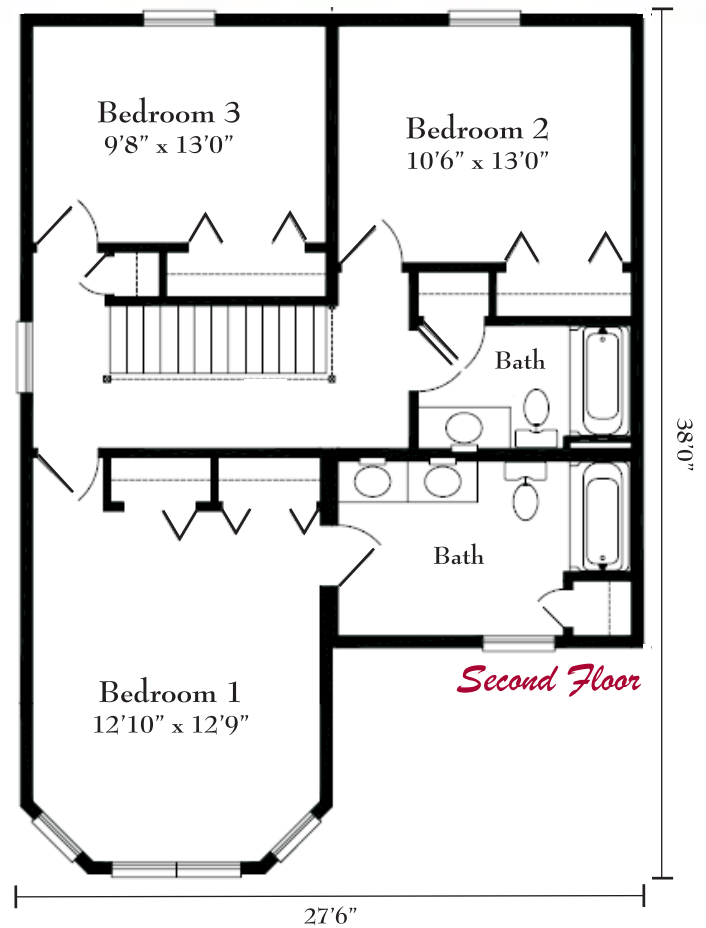 Bedroom 3
9'8” x 13'0”
Bedroom 2
10'6” x 13'0”
Bath
38'0”
Bath
Second Floor
Bedroom 1
12'10” x 12'9”
27'6”